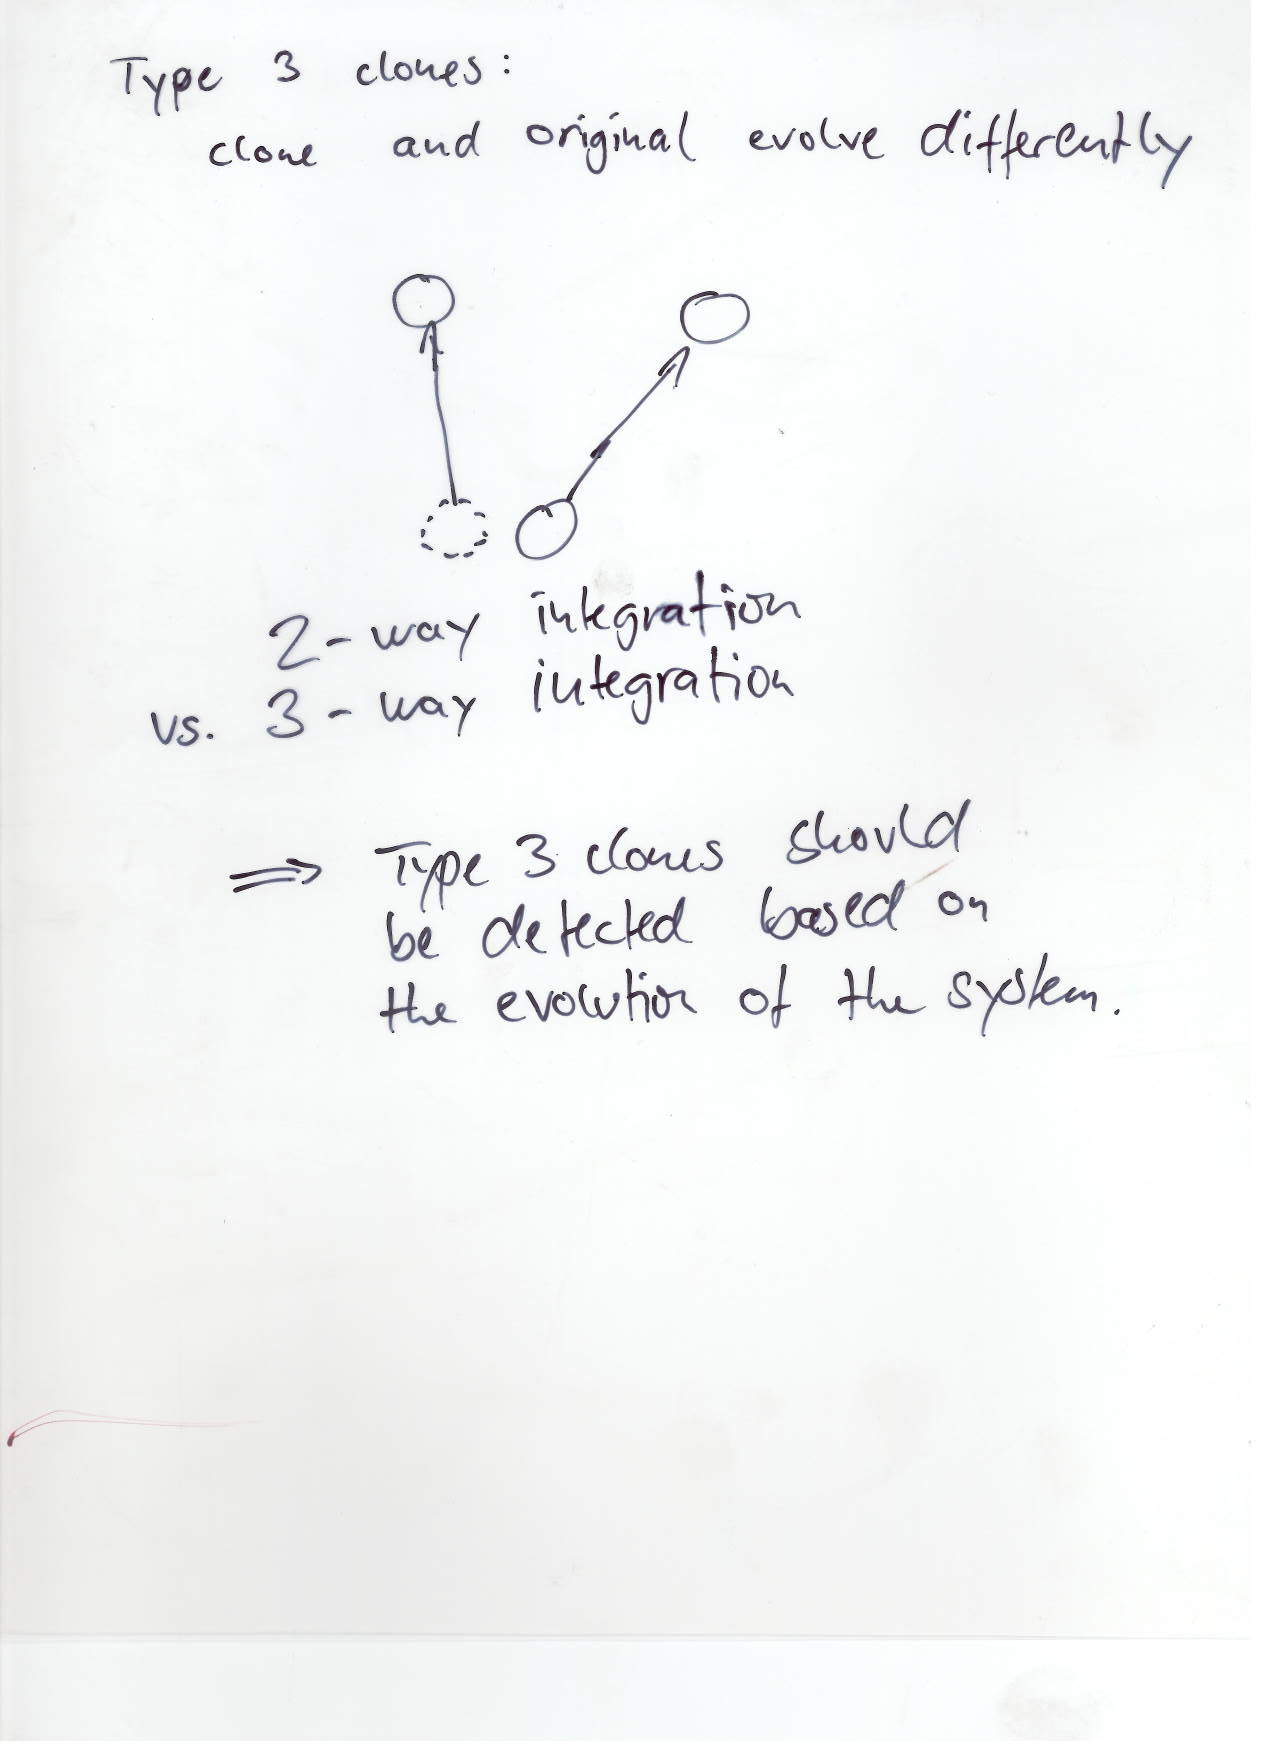 Type 3 clones:
clone and original evolve differently
2-way integration
vs. 3-way integration
⇒ Type 3 clones should
be detected based on
the evolution of the system.